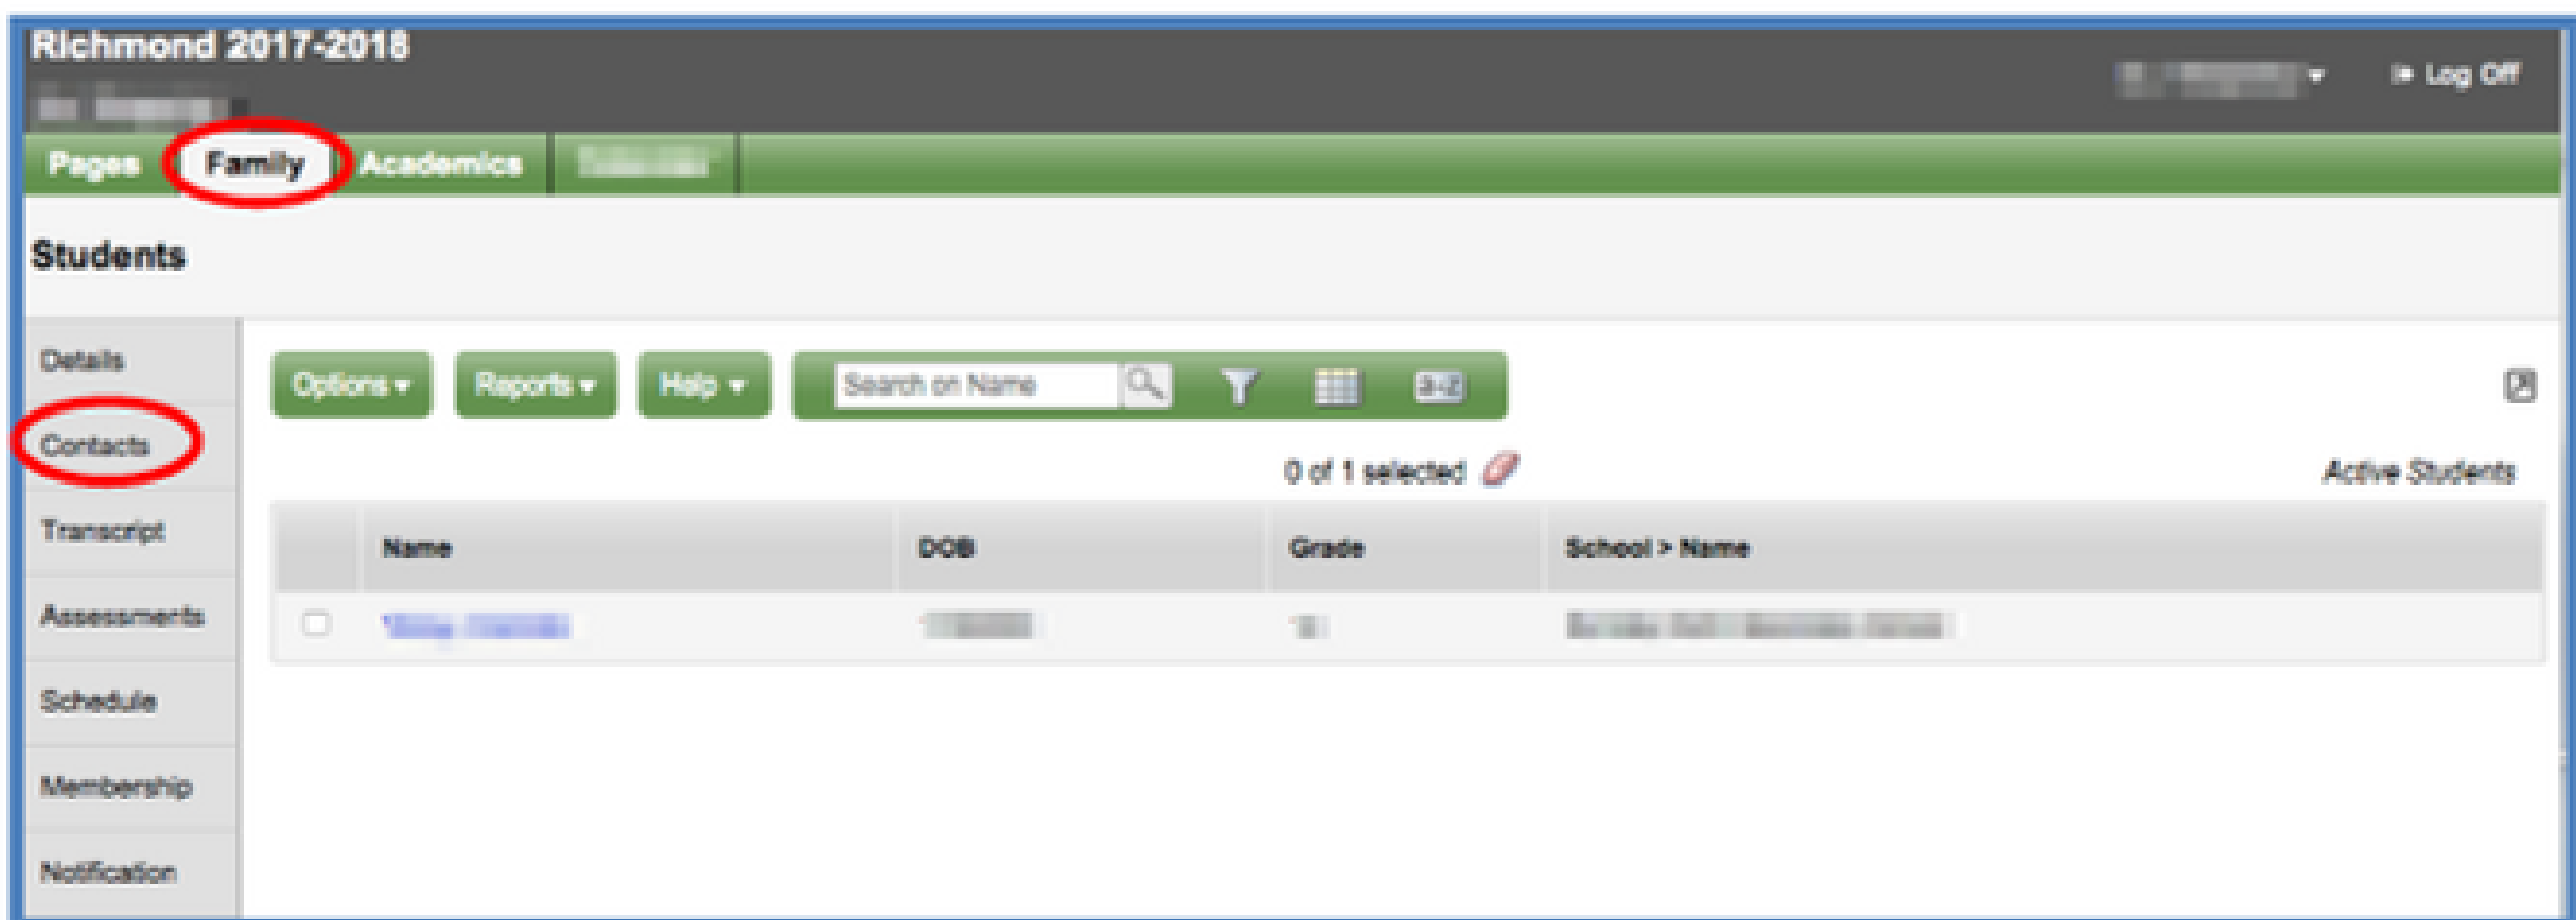 Richmond 2017-2018
Log Off
Pages Family Academics
Students
Details
Options Reports Help Search on Name a-z
Contacts
0 of 1 selected Active Students
Transcript
Name DOB Grade School > Name
Assessments
Schedule
Membership
Notification